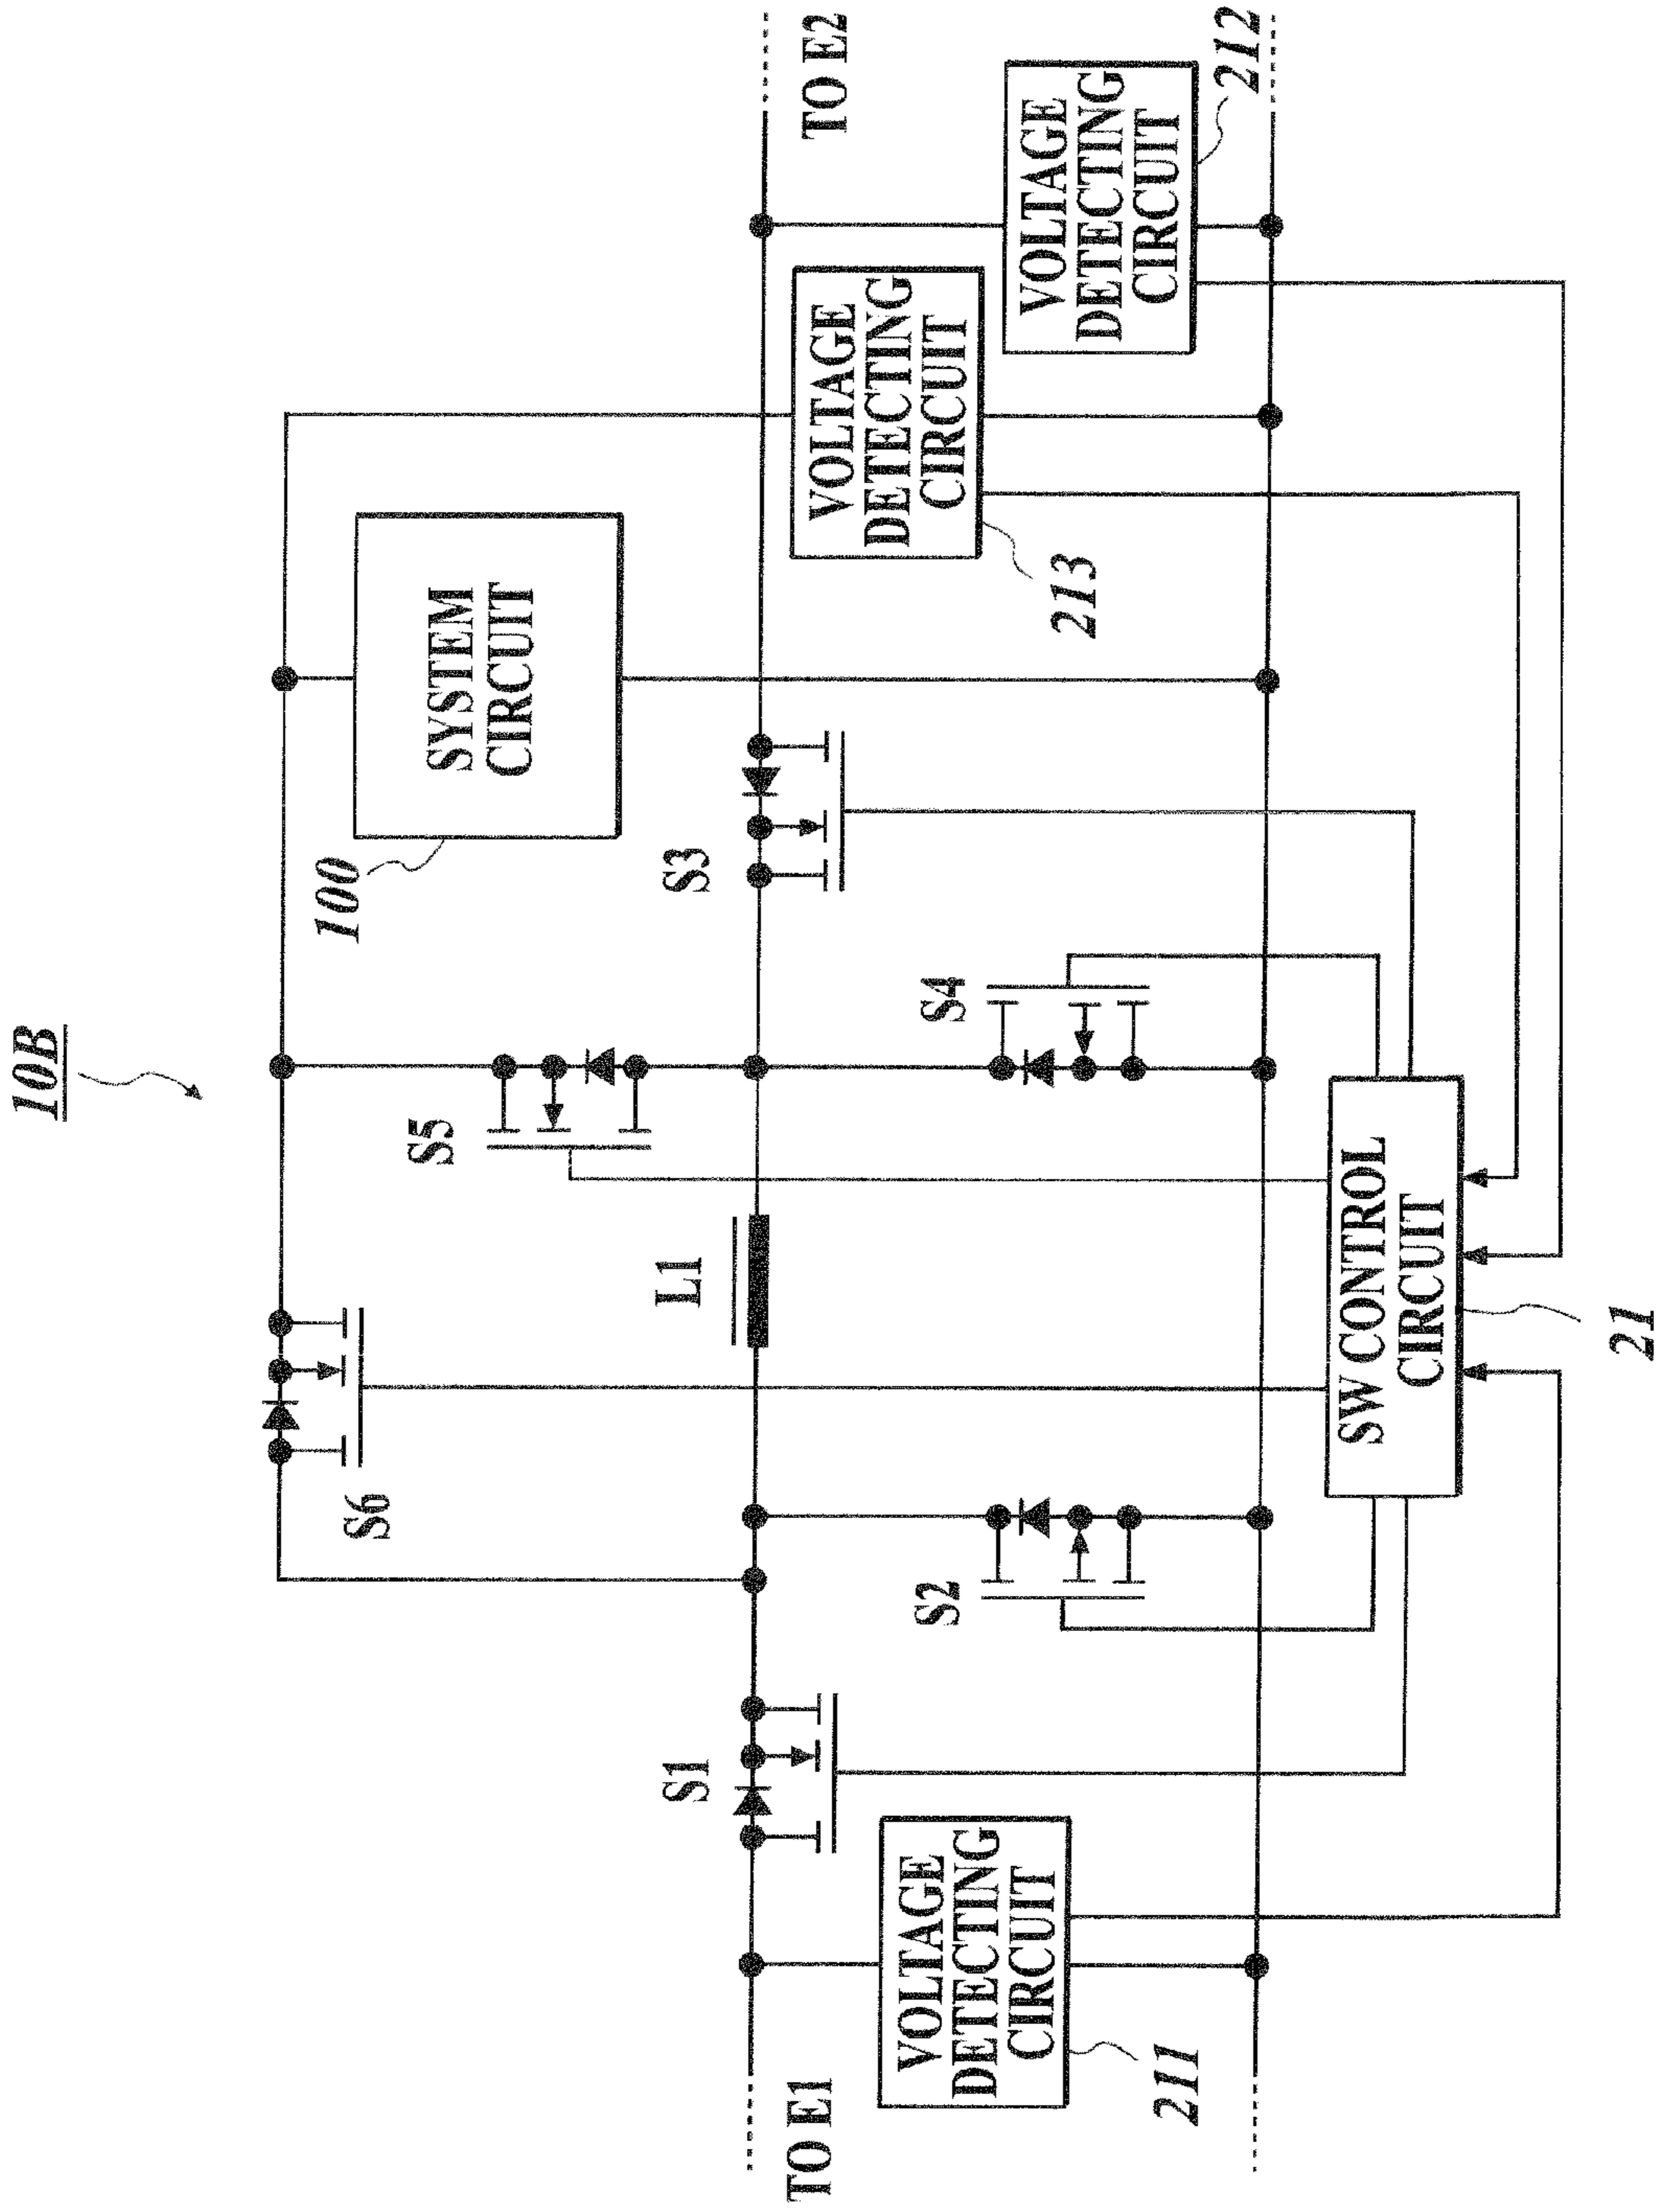 10B
S6
S5
100
SYSTEM
CIRCUIT
TO E1
S1
L1
S3
TO E2
VOLTAGE
DETECTING
CIRCUIT
211
S2
S4
VOLTAGE
DETECTING
CIRCUIT
213
VOLTAGE
DETECTING
CIRCUIT
212
SW CONTROL
CIRCUIT
21